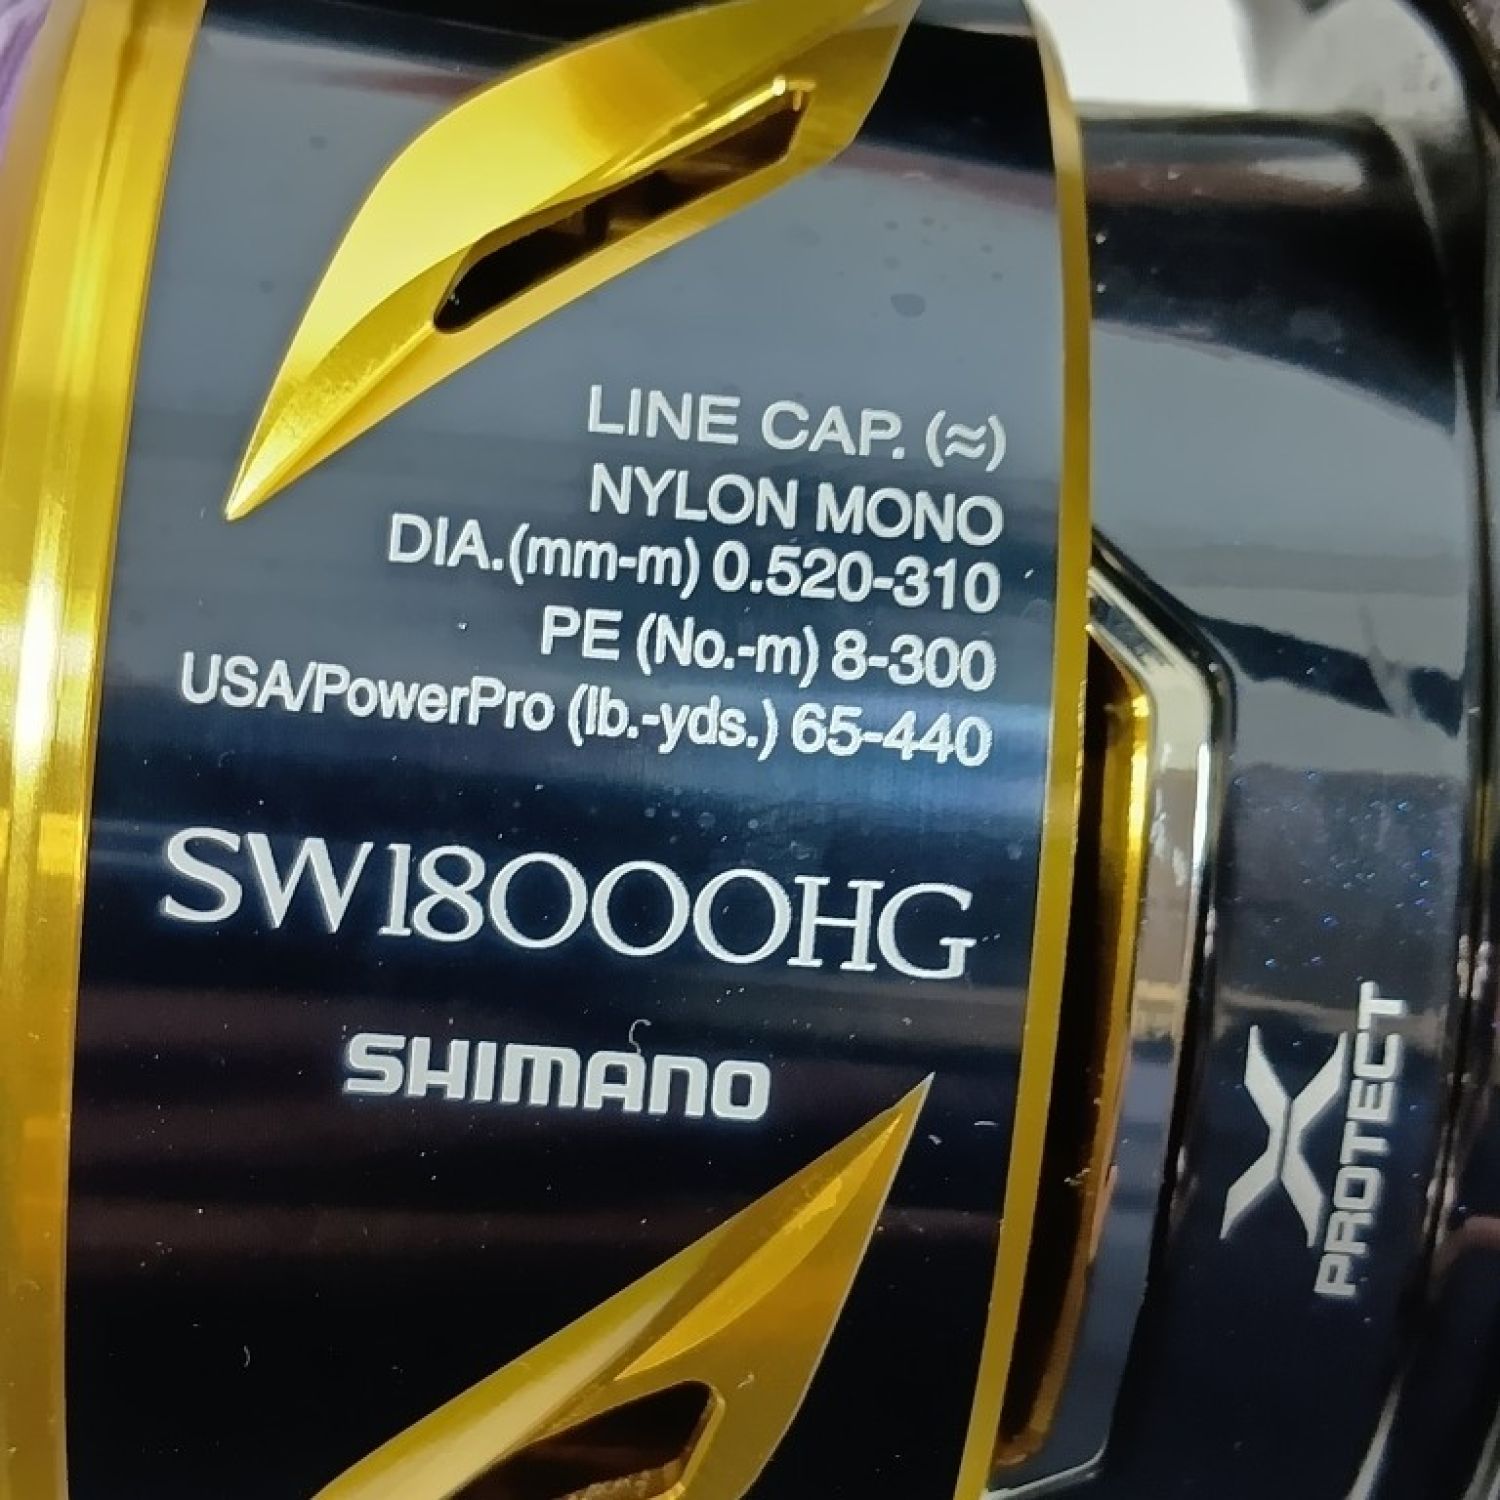 LINE CAP. (≈)
NYLON MONO
DIA.(mm-m) 0.520-310
PE (No.-m) 8-300
USA/PowerPro (lb.-yds.) 65-440
SW18000HG
SHIMANO
X
PROTECT